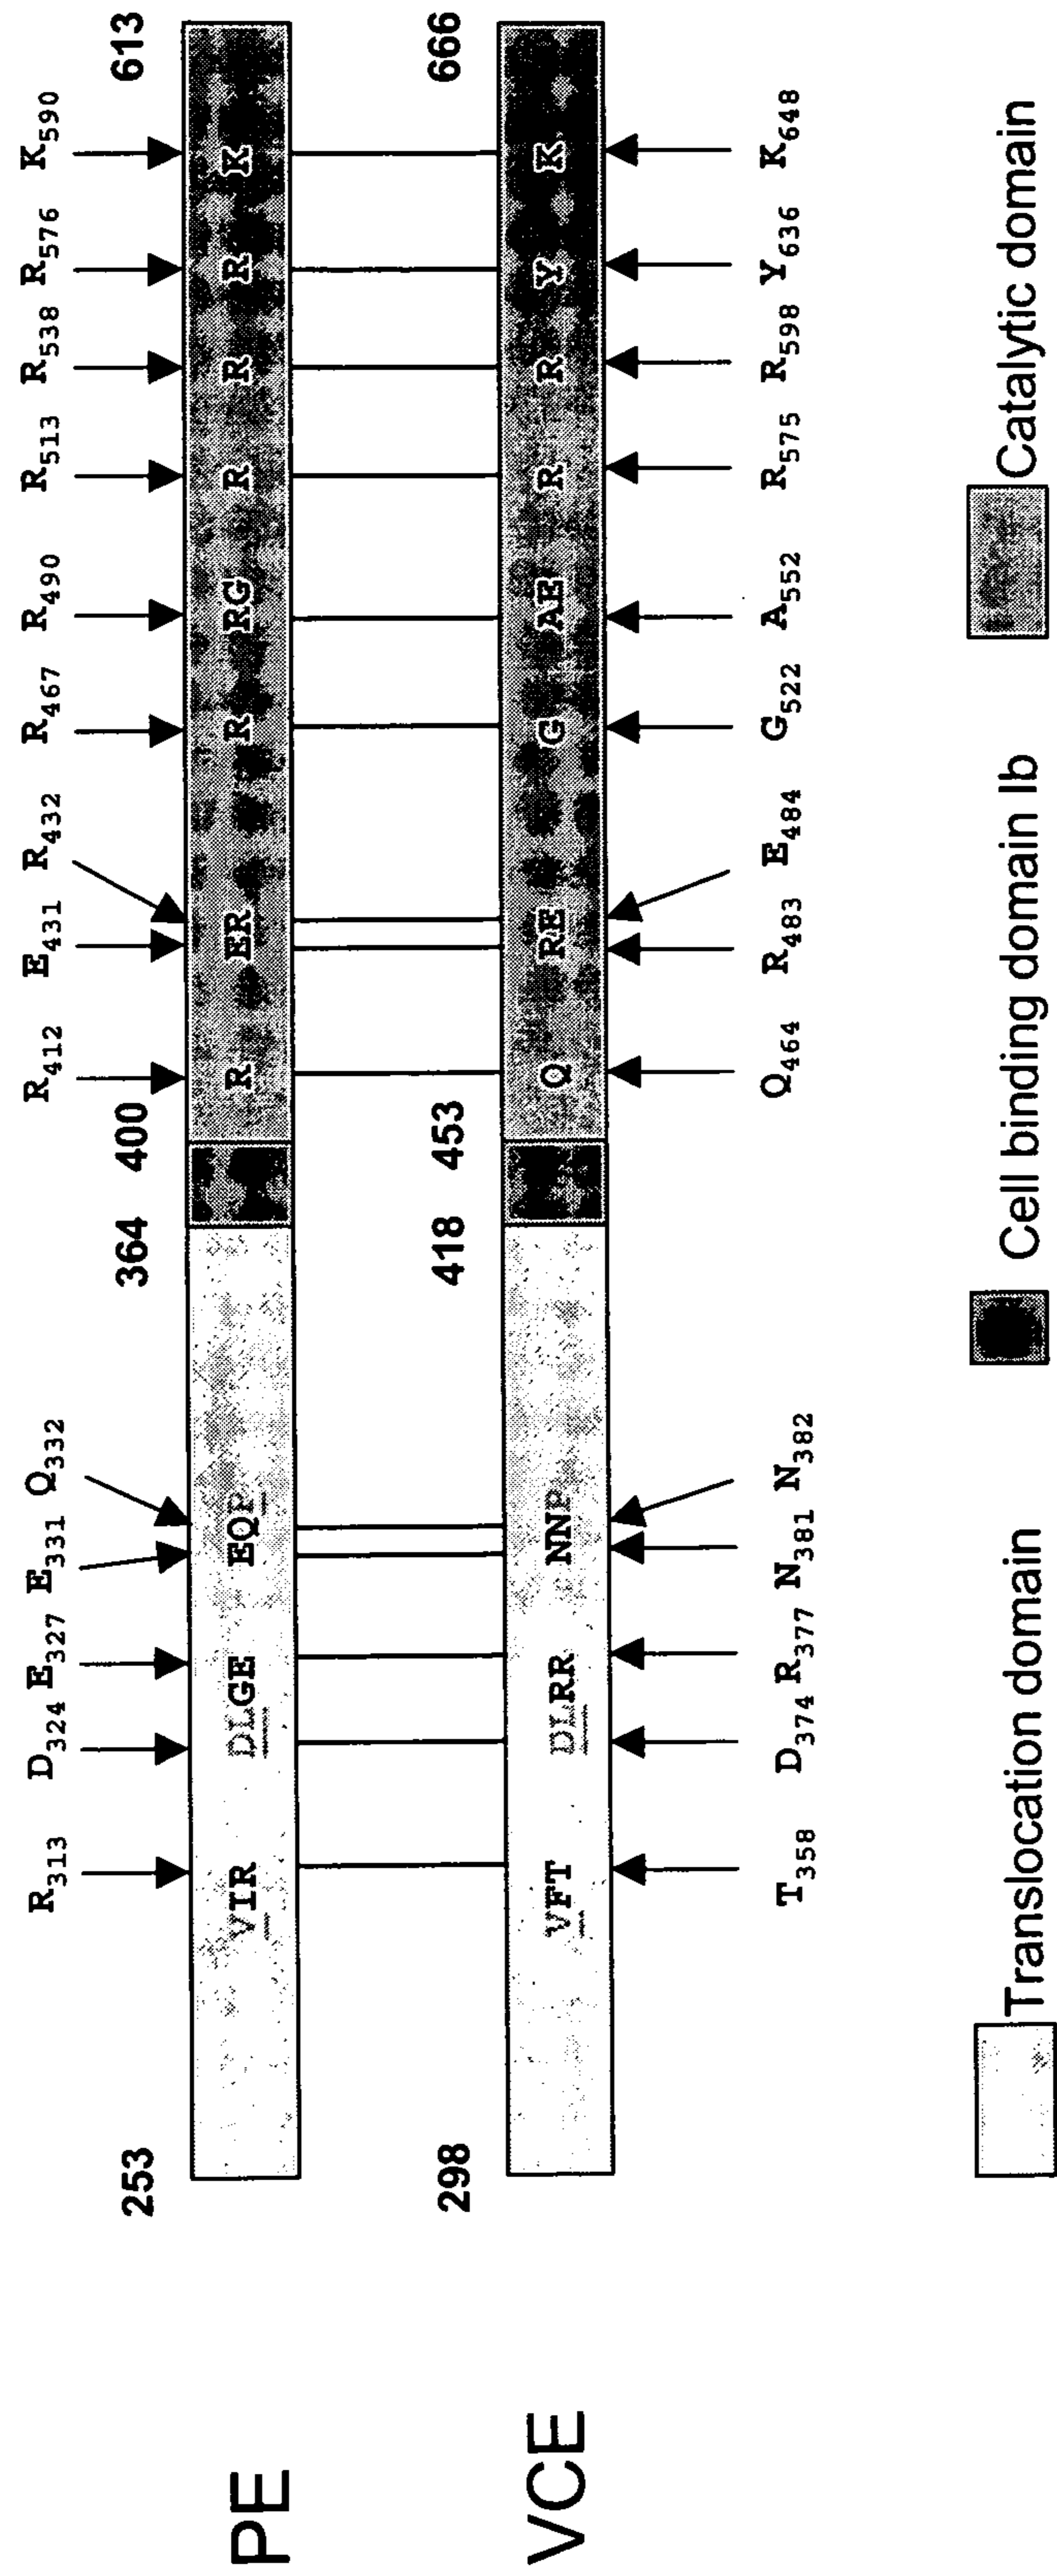 R313 D324 E327 E331 Q332 R412 E431 R432 R467 R490 R513 R538 R576 K590
253 364 400 613
PE VIR DLGE EQP R ER R RG R R R K
298 418 453 666
VCE VFT DLRR NNP Q RE G AE R R Y K
T358 D374 R377 N381 N382 Q464 R483 E484 G522 A552 R575 R598 Y636 K648
Translocation domain Cell binding domain Ib Catalytic domain